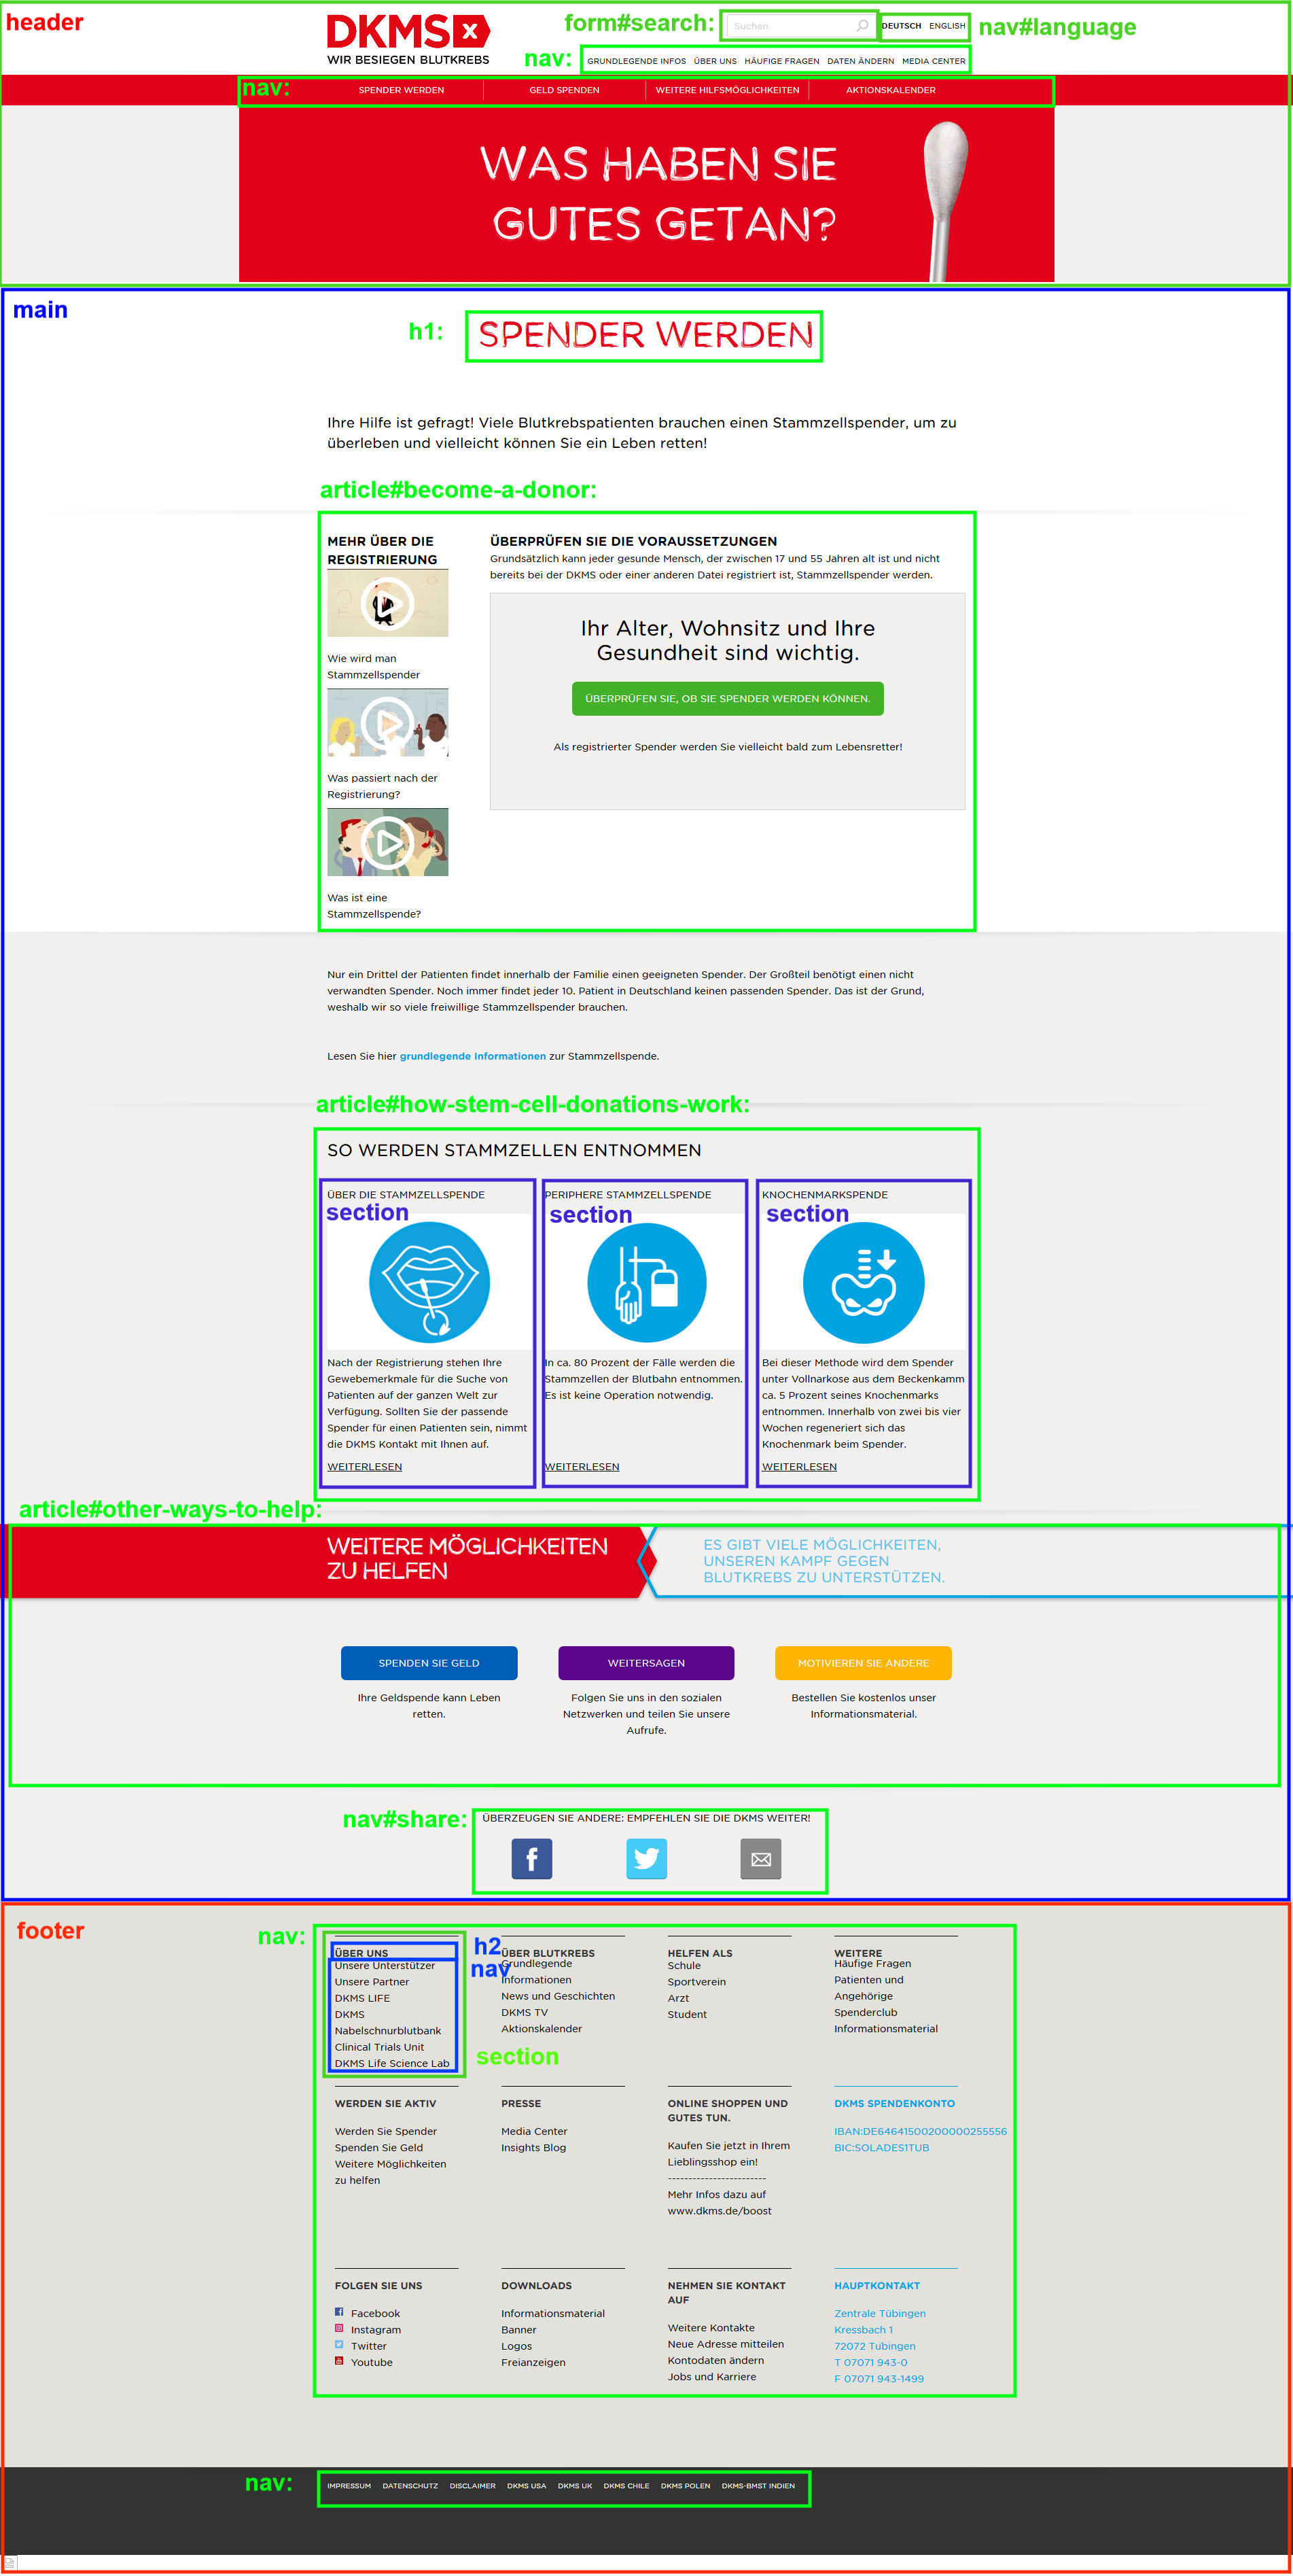 header
DKMS
WIR BESIEGEN BLUTKREBS
form#search:
Suchen
DEUTSCH ENGLISH
nav#language
nav:
GRUNDLEGENDE INFOS ÜBER UNS HÄUFIGE FRAGEN DATEN ÄNDERN MEDIA CENTER
nav:
SPENDER WERDEN GELD SPENDEN WEITERE HILFSMÖGLICHKEITEN AKTIONSKALENDER
WAS HABEN SIE
GUTES GETAN?
main
h1:
SPENDER WERDEN
Ihre Hilfe ist gefragt! Viele Blutkrebspatienten brauchen einen Stammzellspender, um zu
überleben und vielleicht können Sie ein Leben retten!
article#become-a-donor:
MEHR ÜBER DIE
REGISTRIERUNG
Wie wird man
Stammzellspender
Was passiert nach der
Registrierung?
Was ist eine
Stammzellspende?
ÜBERPRÜFEN SIE DIE VORAUSSETZUNGEN
Grundsätzlich kann jeder gesunde Mensch, der zwischen 17 und 55 Jahren alt ist und nicht
bereits bei der DKMS oder einer anderen Datei registriert ist, Stammzellspender werden.
Ihr Alter, Wohnsitz und Ihre
Gesundheit sind wichtig.
ÜBERPRÜFEN SIE, OB SIE SPENDER WERDEN KÖNNEN.
Als registrierter Spender werden Sie vielleicht bald zum Lebensretter!
Nur ein Drittel der Patienten findet innerhalb der Familie einen geeigneten Spender. Der Großteil benötigt einen nicht
verwandten Spender. Noch immer findet jeder 10. Patient in Deutschland keinen passenden Spender. Das ist der Grund,
weshalb wir so viele freiwillige Stammzellspender brauchen.
Lesen Sie hier grundlegende Informationen zur Stammzellspende.
article#how-stem-cell-donations-work:
SO WERDEN STAMMZELLEN ENTNOMMEN
ÜBER DIE STAMMZELLSPENDE
section
Nach der Registrierung stehen Ihre
Gewebemerkmale für die Suche von
Patienten auf der ganzen Welt zur
Verfügung. Sollten Sie der passende
Spender für einen Patienten sein, nimmt
die DKMS Kontakt mit Ihnen auf.
WEITERLESEN
PERIPHERE STAMMZELLSPENDE
section
In ca. 80 Prozent der Fälle werden die
Stammzellen der Blutbahn entnommen.
Es ist keine Operation notwendig.
WEITERLESEN
KNOCHENMARKSPENDE
section
Bei dieser Methode wird dem Spender
unter Vollnarkose aus dem Beckenkamm
ca. 5 Prozent seines Knochenmarks
entnommen. Innerhalb von zwei bis vier
Wochen regeneriert sich das
Knochenmark beim Spender.
WEITERLESEN
article#other-ways-to-help:
WEITERE MÖGLICHKEITEN
ZU HELFEN
ES GIBT VIELE MÖGLICHKEITEN,
UNSEREN KAMPF GEGEN
BLUTKREBS ZU UNTERSTÜTZEN.
SPENDEN SIE GELD
Ihre Geldspende kann Leben
retten.
WEITERSAGEN
Folgen Sie uns in den sozialen
Netzwerken und teilen Sie unsere
Aufrufe.
MOTIVIEREN SIE ANDERE
Bestellen Sie kostenlos unser
Informationsmaterial.
nav#share:
ÜBERZEUGEN SIE ANDERE: EMPFEHLEN SIE DIE DKMS WEITER!
footer
nav:
ÜBER UNS
Unsere Unterstützer
Unsere Partner
DKMS LIFE
DKMS
Nabelschnurblutbank
Clinical Trials Unit
DKMS Life Science Lab
h2
nav
section
ÜBER BLUTKREBS
Grundlegende
Informationen
News und Geschichten
DKMS TV
Aktionskalender
HELFEN ALS
Schule
Sportverein
Arzt
Student
WEITERE
Häufige Fragen
Patienten und
Angehörige
Spenderclub
Informationsmaterial
WERDEN SIE AKTIV
Werden Sie Spender
Spenden Sie Geld
Weitere Möglichkeiten
zu helfen
PRESSE
Media Center
Insights Blog
ONLINE SHOPPEN UND
GUTES TUN.
Kaufen Sie jetzt in Ihrem
Lieblingsshop ein!
------------------------
Mehr Infos dazu auf
www.dkms.de/boost
DKMS SPENDENKONTO
IBAN:DE64641500200000255556
BIC:SOLADES1TUB
FOLGEN SIE UNS
Facebook
Instagram
Twitter
Youtube
DOWNLOADS
Informationsmaterial
Banner
Logos
Freianzeigen
NEHMEN SIE KONTAKT
AUF
Weitere Kontakte
Neue Adresse mitteilen
Kontodaten ändern
Jobs und Karriere
HAUPTKONTAKT
Zentrale Tübingen
Kressbach 1
72072 Tübingen
T 07071 943-0
F 07071 943-1499
nav:
IMPRESSUM DATENSCHUTZ DISCLAIMER DKMS USA DKMS UK DKMS CHILE DKMS POLEN DKMS-BMST INDIEN